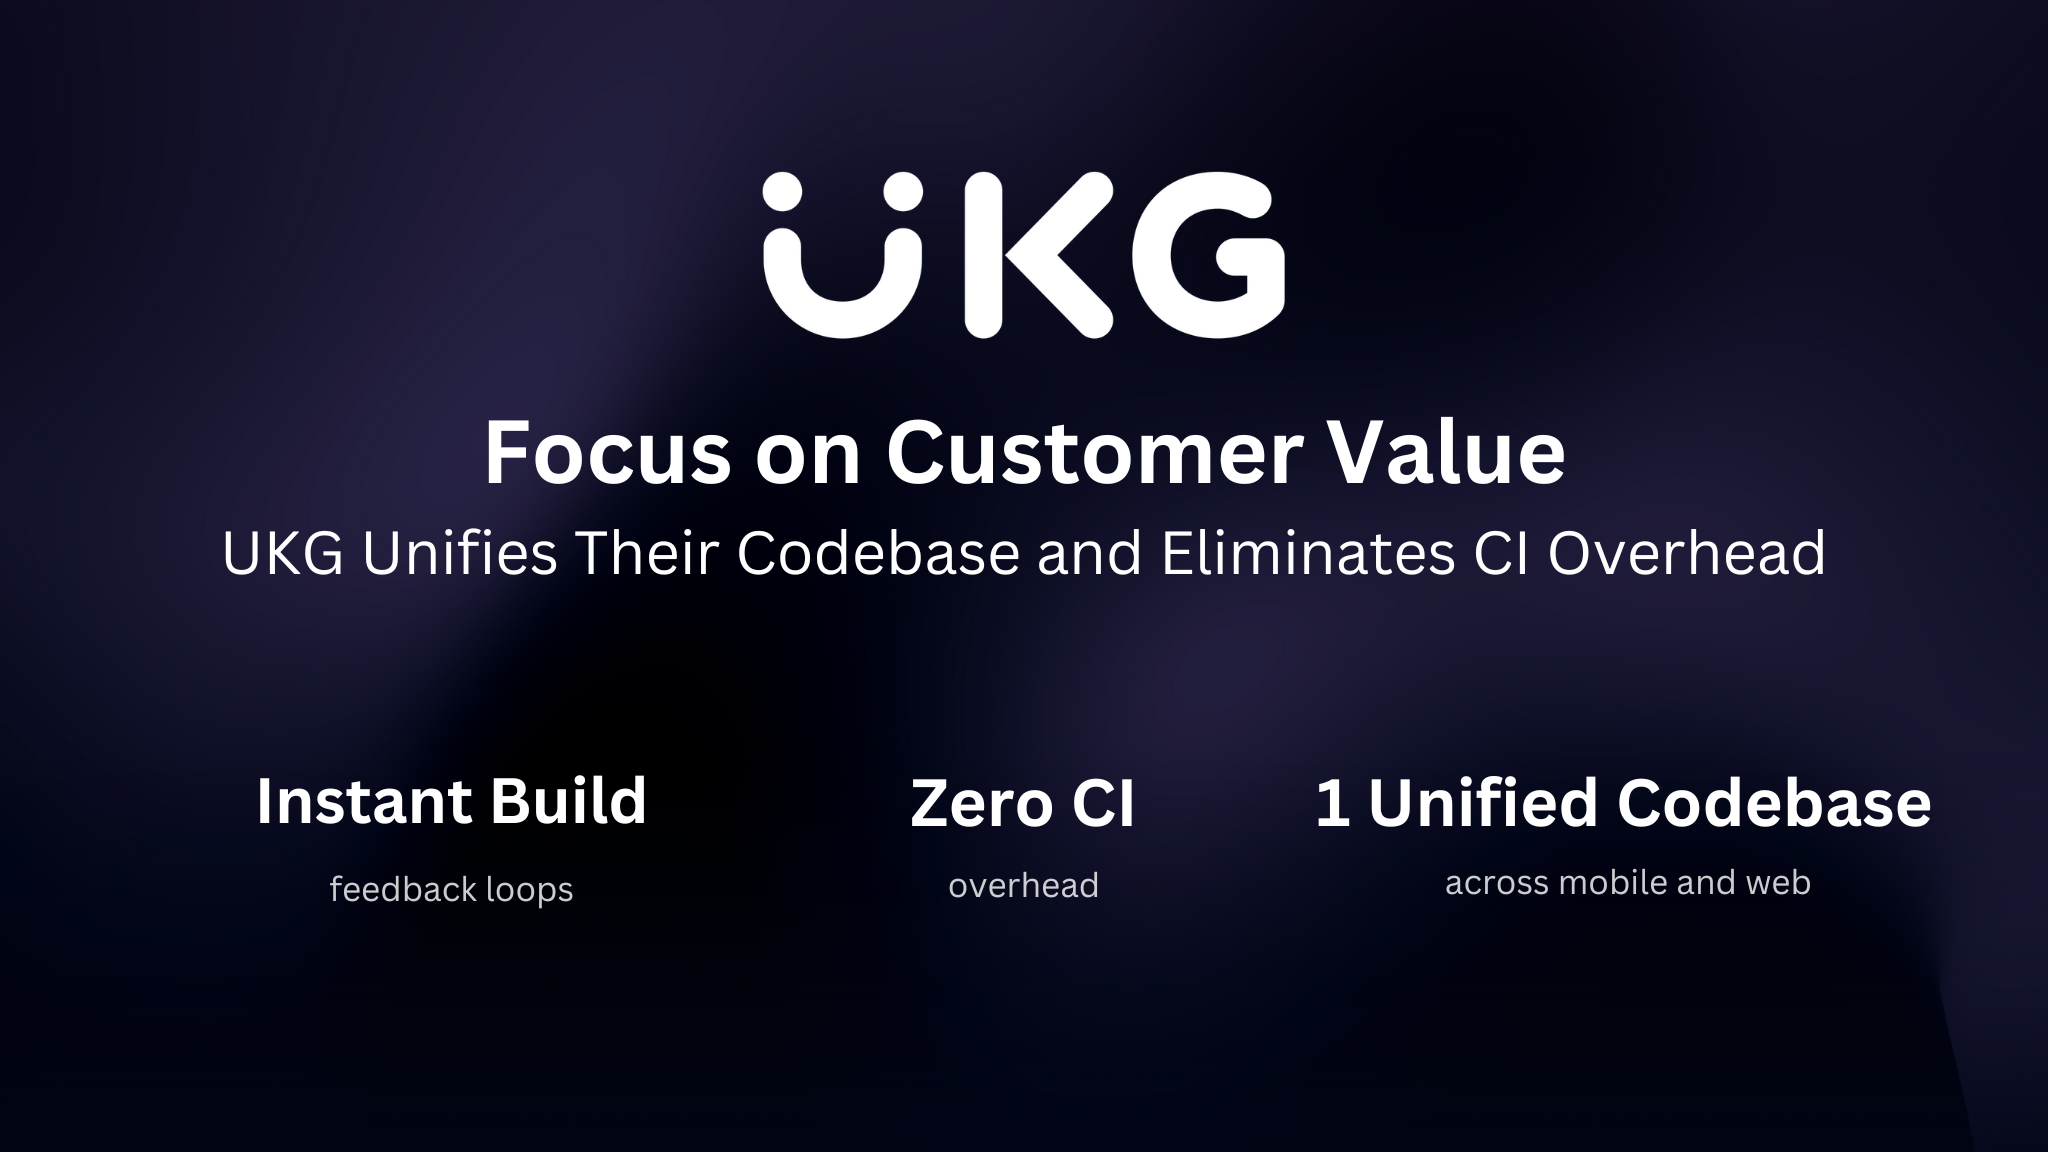 UKG
Focus on Customer Value
UKG Unifies Their Codebase and Eliminates CI Overhead
Instant Build
feedback loops
Zero CI
overhead
1 Unified Codebase
across mobile and web